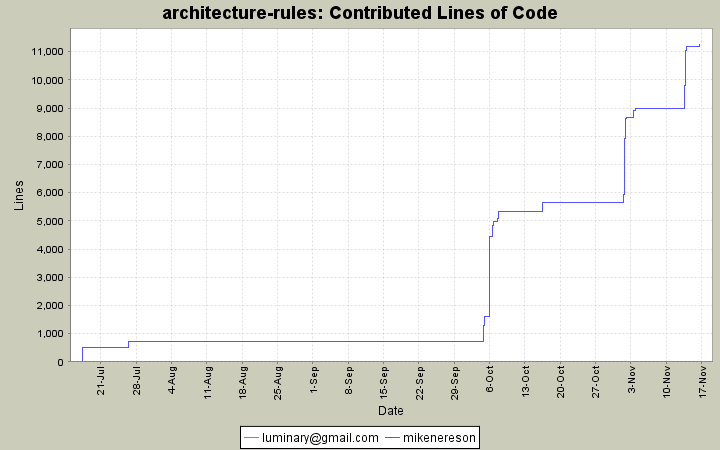 architecture-rules: Contributed Lines of Code
Lines
11,000
10,000
9,000
8,000
7,000
6,000
5,000
4,000
3,000
2,000
1,000
0
21-Jul
28-Jul
4-Aug
11-Aug
18-Aug
25-Aug
1-Sep
8-Sep
15-Sep
22-Sep
29-Sep
6-Oct
13-Oct
20-Oct
27-Oct
3-Nov
10-Nov
17-Nov
Date
luminary@gmail.com
mikenereson